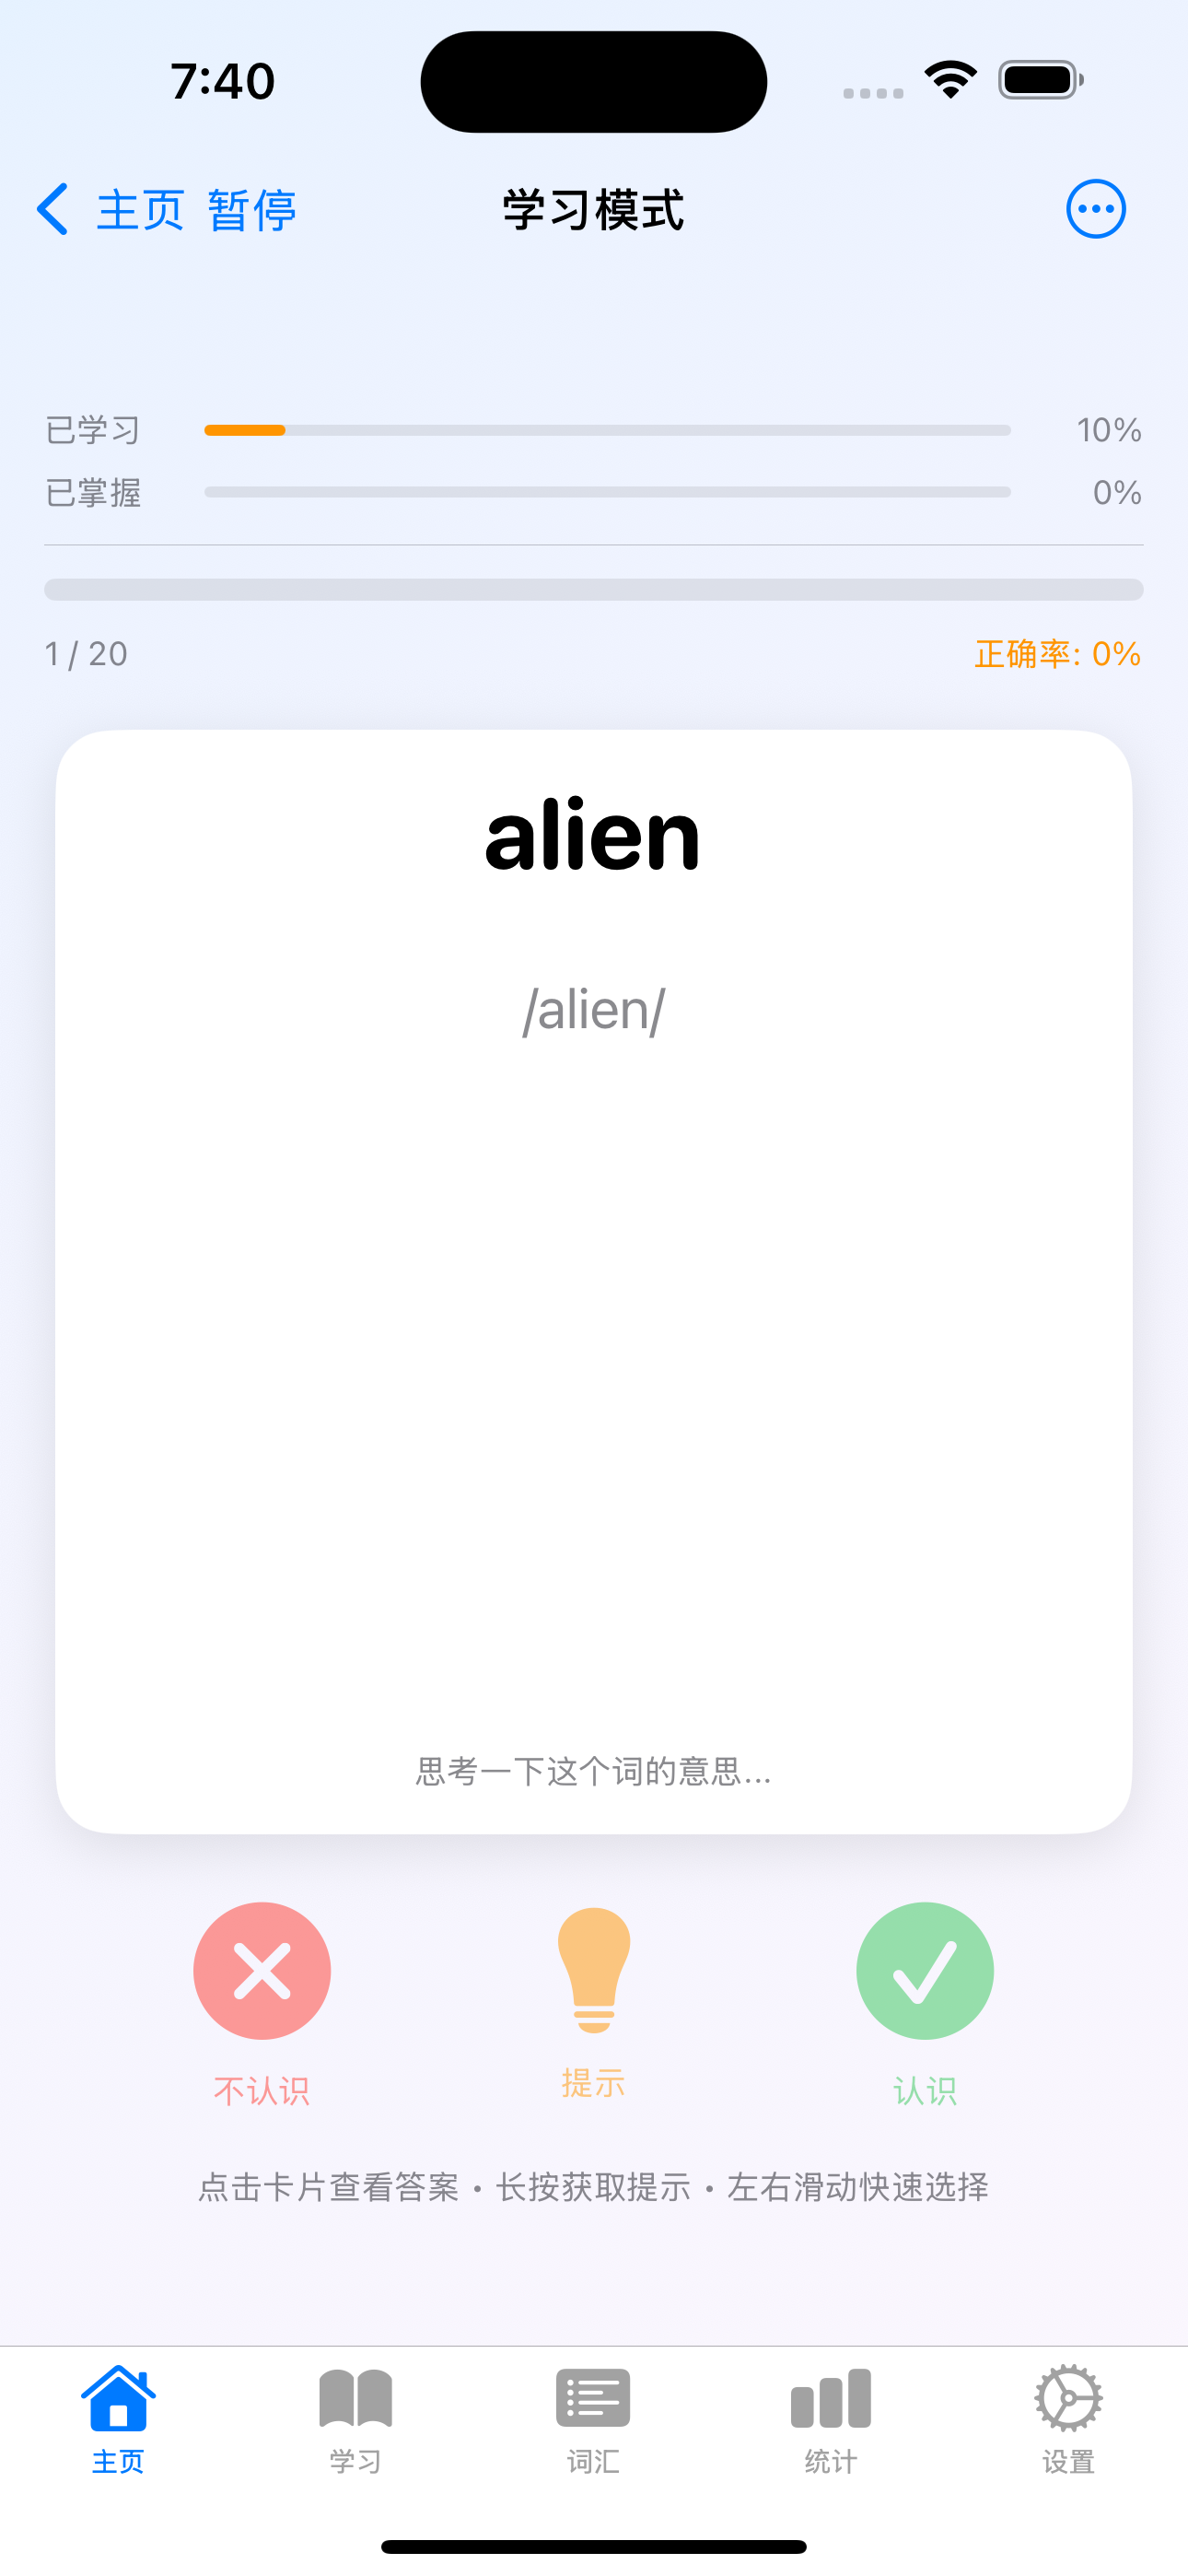 7:40
主页 暂停 学习模式
已学习 10%
已掌握 0%
1 / 20 正确率: 0%
alien
/alien/
思考一下这个词的意思...
不认识 提示 认识
点击卡片查看答案 • 长按获取提示 • 左右滑动快速选择
主页 学习 词汇 统计 设置